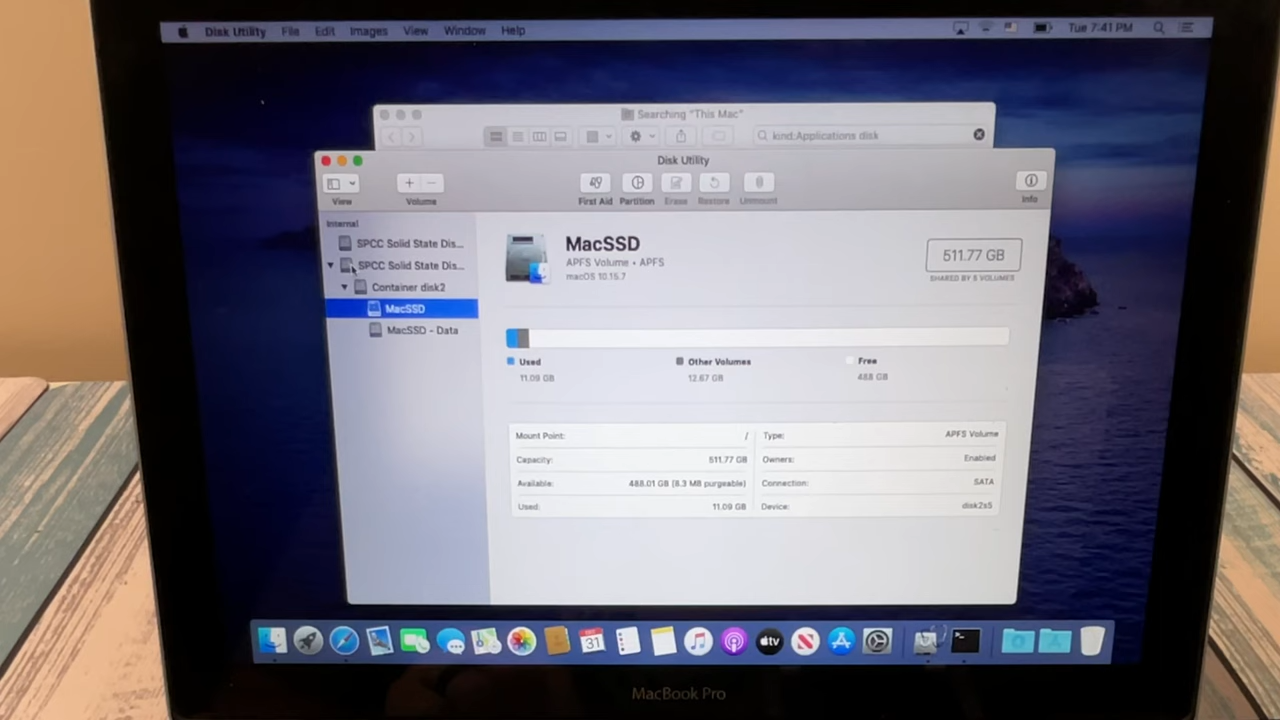 Disk Utility File Edit Images View Window Help Tue 7:41 PM
Searching "This Mac"
kind:Applications disk
Disk Utility
View Volume First Aid Partition Erase Restore Unmount Info
Internal
SPCC Solid State Dis...
SPCC Solid State Dis...
Container disk2
MacSSD
MacSSD - Data
MacSSD
APFS Volume • APFS
macOS 10.15.7
511.77 GB
SHARED BY 5 VOLUMES
Used Other Volumes Free
11.09 GB 12.67 GB 488 GB
Mount Point: / Type: APFS Volume
Capacity: 511.77 GB Owners: Enabled
Available: 488.01 GB (8.3 MB purgeable) Connection: SATA
Used: 11.09 GB Device: disk2s5
31
tv
MacBook Pro